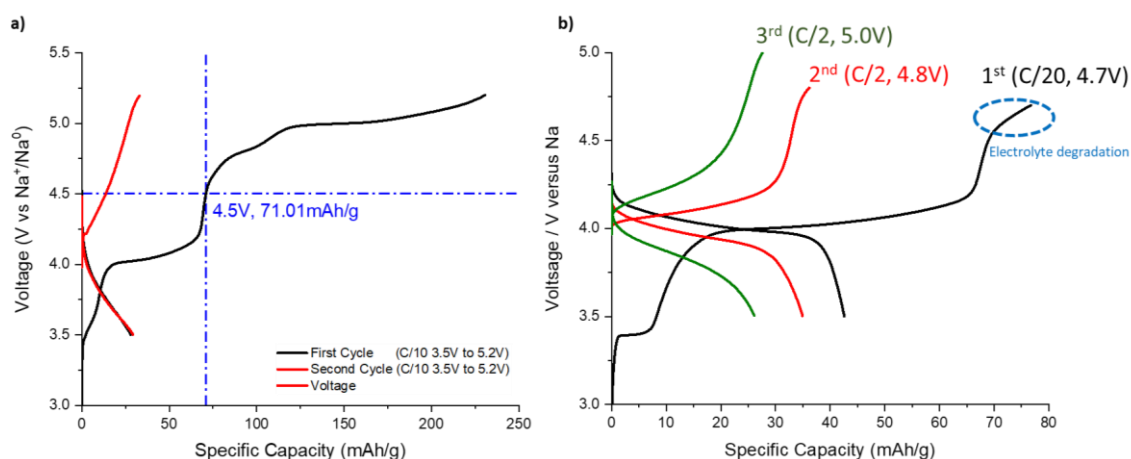 a)
5.5
5.0
4.5
4.0
3.5
3.0
Voltage (V vs Na⁺/Na⁰)
4.5V, 71.01mAh/g
First Cycle (C/10 3.5V to 5.2V)
Second Cycle (C/10 3.5V to 5.2V)
Voltage
0 50 100 150 200 250
Specific Capacity (mAh/g)
b)
5.0
4.5
4.0
3.5
3.0
Voltsage / V versus Na
3ʳᵈ (C/2, 5.0V)
2ⁿᵈ (C/2, 4.8V)
1ˢᵗ (C/20, 4.7V)
Electrolyte degradation
0 10 20 30 40 50 60 70 80
Specific Capacity (mAh/g)